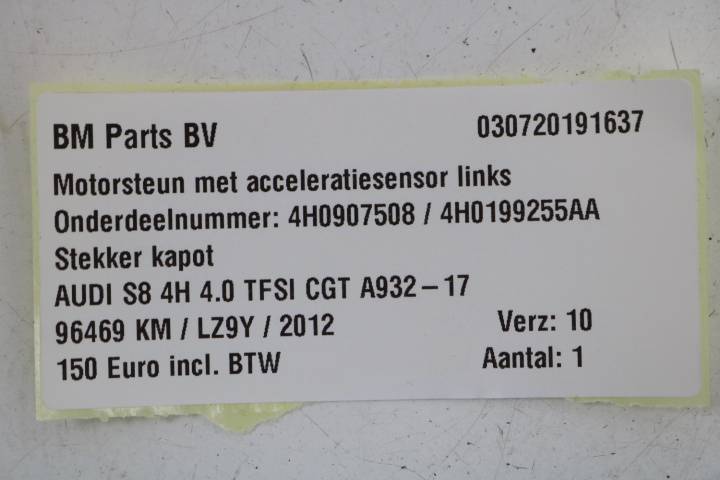 BM Parts BV 030720191637
Motorsteun met acceleratiesensor links
Onderdeelnummer: 4H0907508 / 4H0199255AA
Stekker kapot
AUDI S8 4H 4.0 TFSI CGT A932-17
96469 KM / LZ9Y / 2012 Verz: 10
150 Euro incl. BTW Aantal: 1